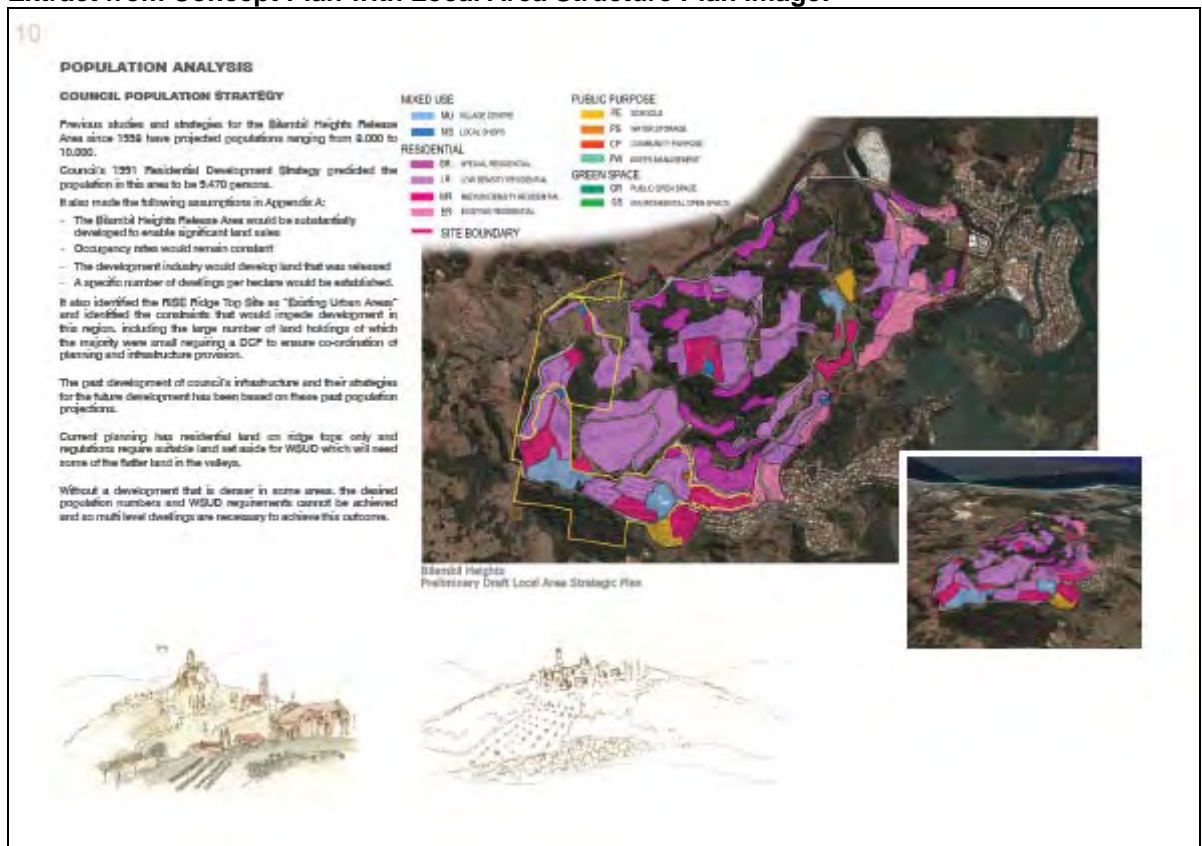 Extract from Concept Plan with Local Area Structure Plan Image:
10
POPULATION ANALYSIS
COUNCIL POPULATION STRATEGY
Previous studies and strategies for the Bilambil Heights Release
Area since 1998 have projected populations ranging from 8,000 to
10,000.
Council's 1991 Residential Development Strategy predicted the
population in this area to be 9,470 persons.
It also made the following assumptions in Appendix A:
- The Bilambil Heights Release Area would be substantially
developed to enable significant land sales
- Occupancy rates would remain constant
- The development industry would develop land that was released
- A specific number of dwellings per hectare would be established.
It also identified the RISE Ridge Top Site as "Existing Urban Areas"
and identified the constraints that would impede development in
this region, including the large number of land holdings of which
the majority were small requiring a DCP to ensure co-ordination of
planning and infrastructure provision.
The past development of council's infrastructure and their strategies
for the future development has been based on these past population
projections.
Current planning has residential land on ridge tops only and
regulations require suitable land set aside for WSUD which will need
some of the flatter land in the valleys.
Without a development that is denser in some areas, the desired
population numbers and WSUD requirements cannot be achieved
and so multi level dwellings are necessary to achieve this outcome.
MIXED USE
MU VILLAGE CENTRE
MS LOCAL SHOPS
RESIDENTIAL
SR SPECIAL RESIDENTIAL
LR LOW DENSITY RESIDENTIAL
MR MEDIUM DENSITY RESIDENTIAL
ER EXISTING RESIDENTIAL
SITE BOUNDARY
PUBLIC PURPOSE
PE SCHOOLS
PS WATER STORAGE
CP COMMUNITY PURPOSE
PW WATER MANAGEMENT
GREEN SPACE
GR PUBLIC OPEN SPACE
GS ENVIRONMENTAL OPEN SPACE
Bilambil Heights
Preliminary Draft Local Area Strategic Plan